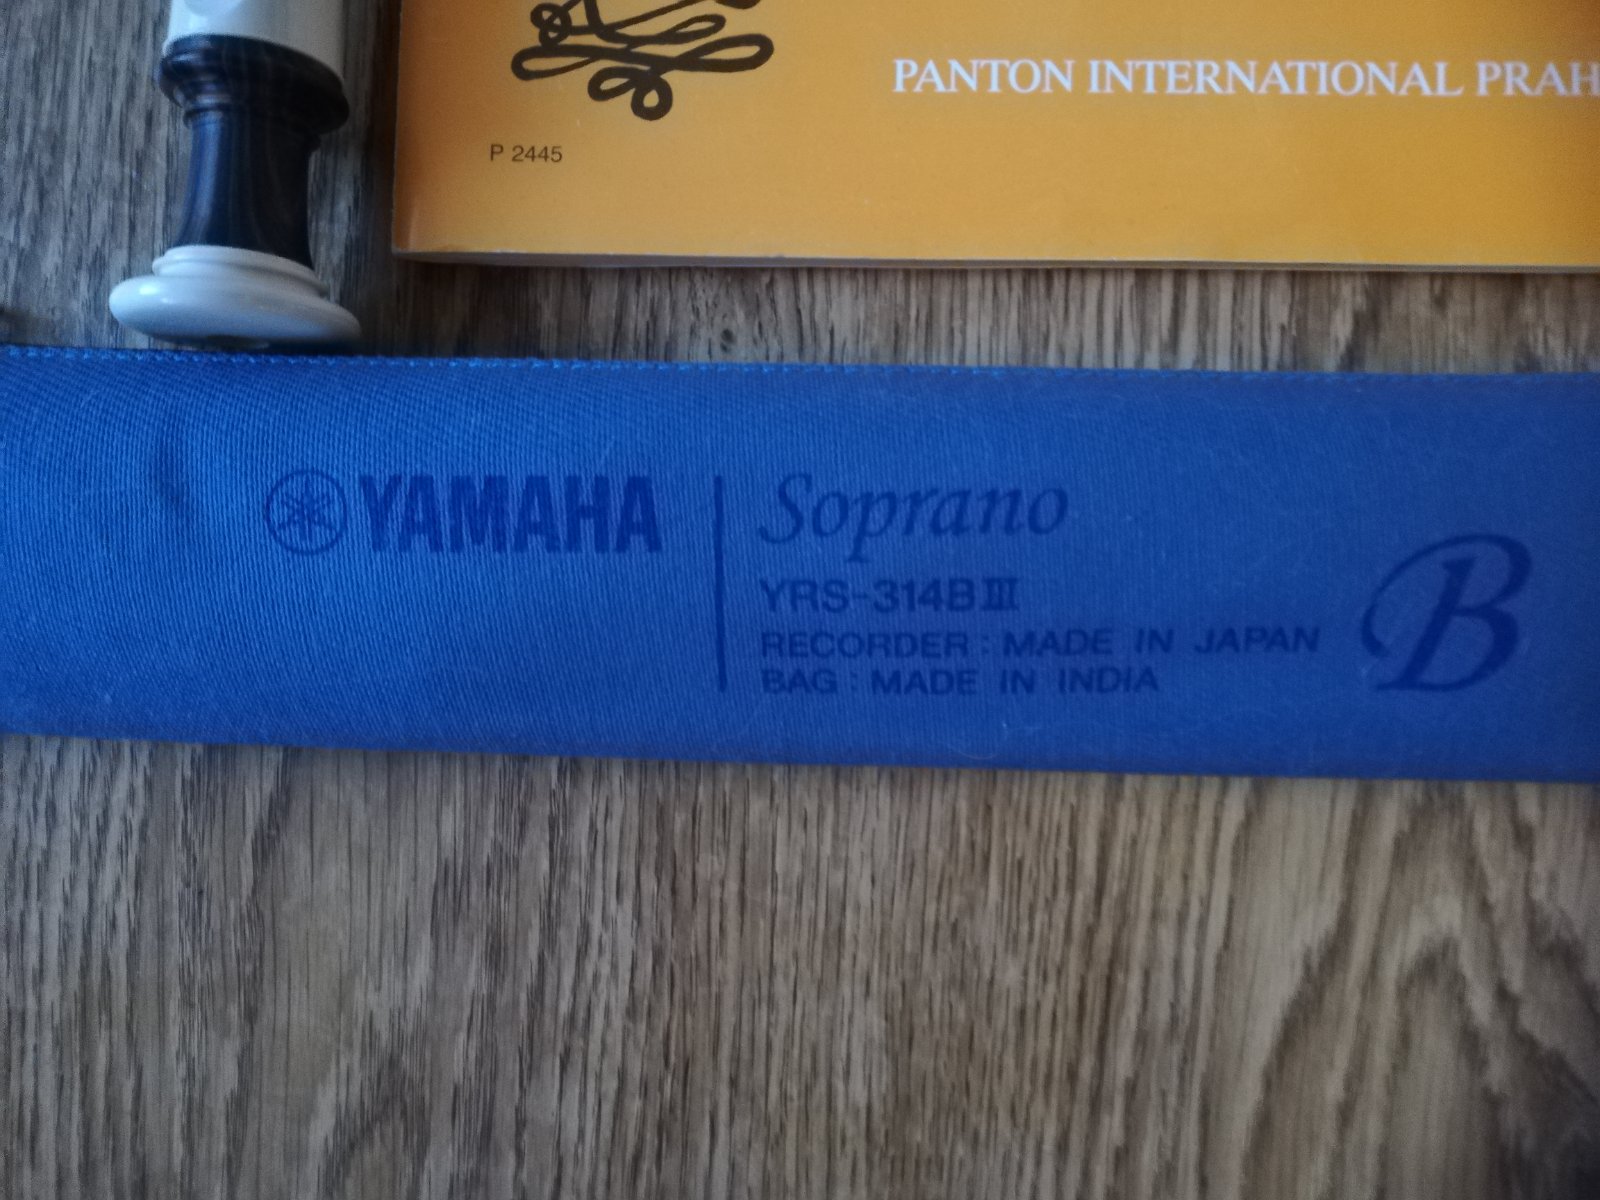 PANTON INTERNATIONAL PRAH
P 2445
YAMAHA
Soprano
YRS-314BⅢ
RECORDER : MADE IN JAPAN
BAG : MADE IN INDIA
B